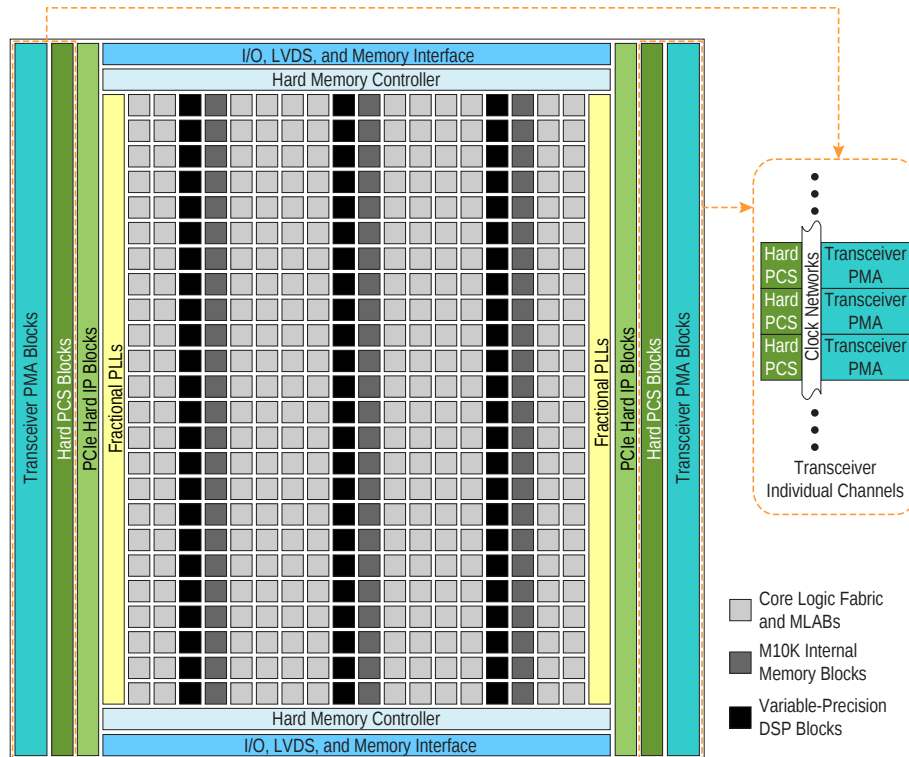 I/O, LVDS, and Memory Interface
Hard Memory Controller
Transceiver PMA Blocks
Hard PCS Blocks
PCIe Hard IP Blocks
Fractional PLLs
Fractional PLLs
PCIe Hard IP Blocks
Hard PCS Blocks
Transceiver PMA Blocks
Hard Memory Controller
I/O, LVDS, and Memory Interface
Hard
PCS
Transceiver
PMA
Hard
PCS
Transceiver
PMA
Hard
PCS
Transceiver
PMA
Clock Networks
Transceiver
Individual Channels
Core Logic Fabric
and MLABs
M10K Internal
Memory Blocks
Variable-Precision
DSP Blocks